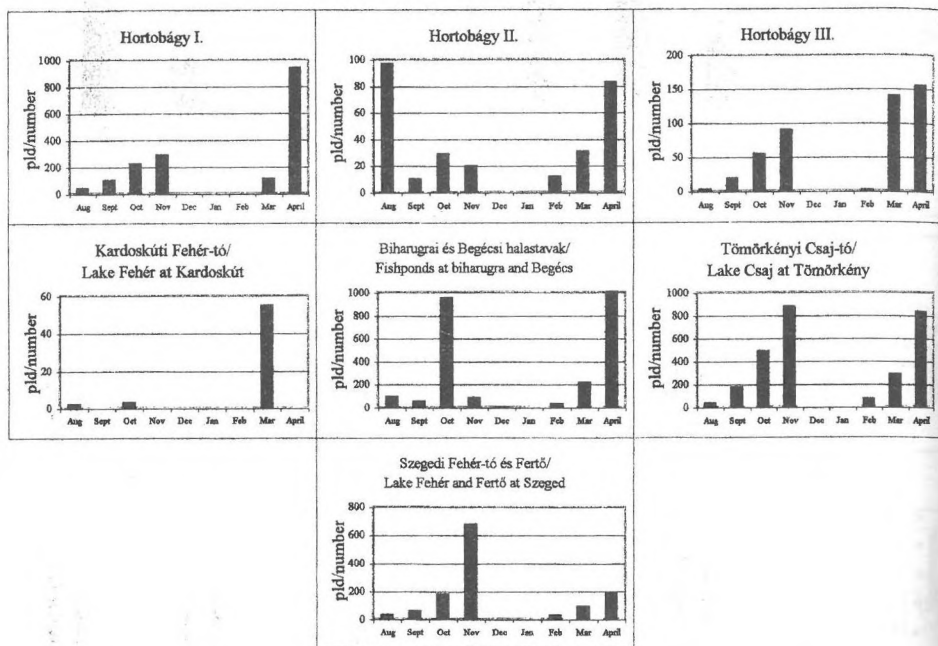 Hortobágy I.
pld/number
1000
800
600
400
200
0
Aug Sept Oct Nov Dec Jan Feb Mar April
Hortobágy II.
pld/number
100
80
60
40
20
0
Aug Sept Oct Nov Dec Jan Feb Mar April
Hortobágy III.
pld/number
200
150
100
50
0
Aug Sept Oct Nov Dec Jan Feb Mar April
Kardoskúti Fehér-tó/
Lake Fehér at Kardoskút
pld/number
60
40
20
0
Aug Sept Oct Nov Dec Jan Feb Mar April
Biharugrai és Begécsi halastavak/
Fishponds at biharugra and Begécs
pld/number
1000
800
600
400
200
0
Aug Sept Oct Nov Dec Jan Feb Mar April
Tömörkényi Csaj-tó/
Lake Csaj at Tömörkény
pld/number
1000
800
600
400
200
0
Aug Sept Oct Nov Dec Jan Feb Mar April
Szegedi Fehér-tó és Fertő/
Lake Fehér and Fertő at Szeged
pld/number
800
600
400
200
0
Aug Sept Oct Nov Dec Jan Feb Mar April